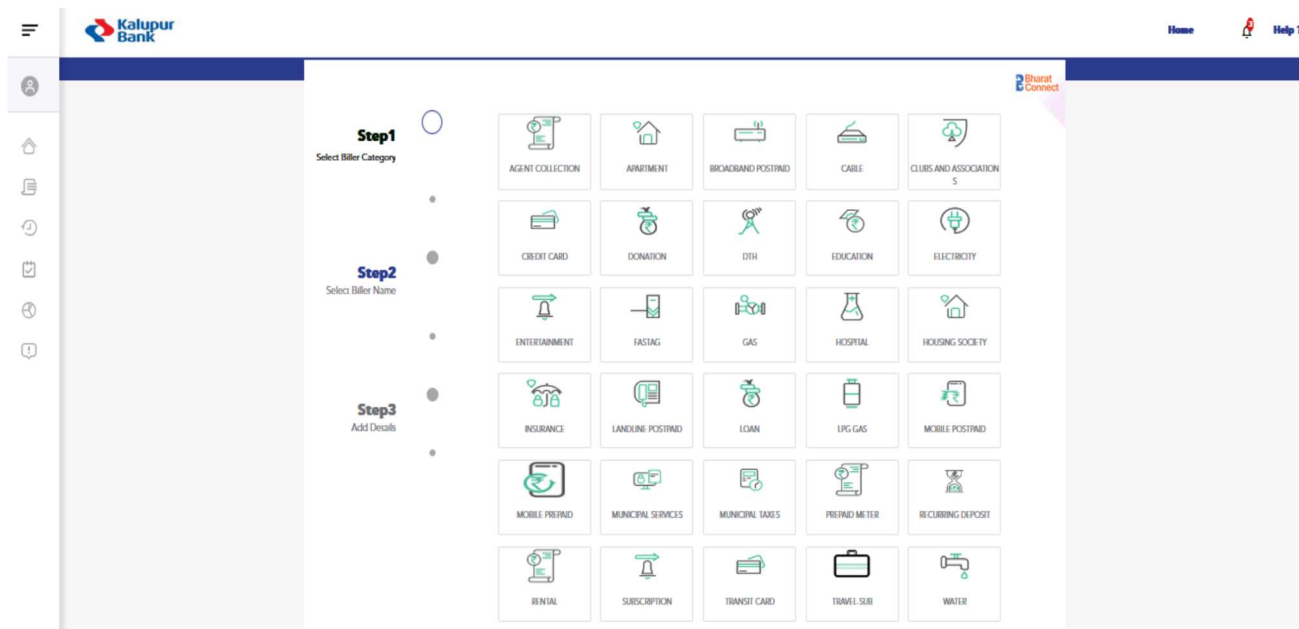 Kalupur
Bank
Home
Help ?
Bharat
Connect
Step1
Select Biller Category
Step2
Select Biller Name
Step3
Add Details
AGENT COLLECTION
APARTMENT
BROADBAND POSTPAID
CABLE
CLUBS AND ASSOCIATION
S
CREDIT CARD
DONATION
DTH
EDUCATION
ELECTRICITY
ENTERTAINMENT
FASTAG
GAS
HOSPITAL
HOUSING SOCIETY
INSURANCE
LANDLINE POSTPAID
LOAN
LPG GAS
MOBILE POSTPAID
MOBILE PREPAID
MUNICIPAL SERVICES
MUNICIPAL TAXES
PREPAID METER
RECURRING DEPOSIT
RENTAL
SUBSCRIPTION
TRANSIT CARD
TRAVEL-SUB
WATER